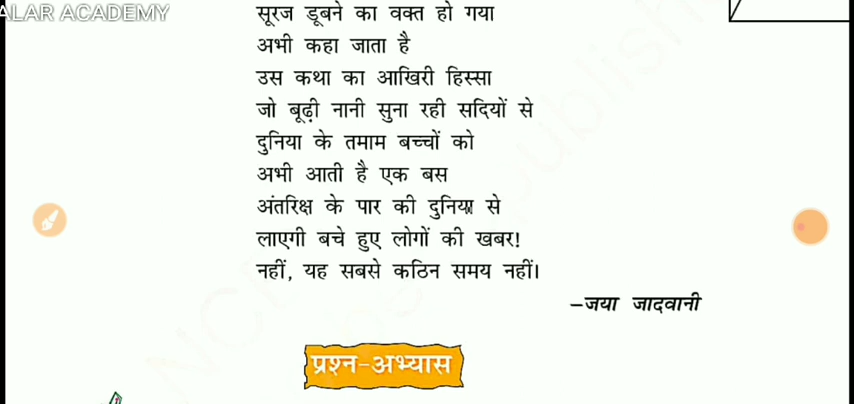 ALAR ACADEMY
सूरज डूबने का वक्त हो गया
अभी कहा जाता है
उस कथा का आखिरी हिस्सा
जो बूढ़ी नानी सुना रही सदियों से
दुनिया के तमाम बच्चों को
अभी आती है एक बस
अंतरिक्ष के पार की दुनिया से
लाएगी बचे हुए लोगों की खबर!
नहीं, यह सबसे कठिन समय नहीं।
–जया जादवानी
प्रश्न-अभ्यास